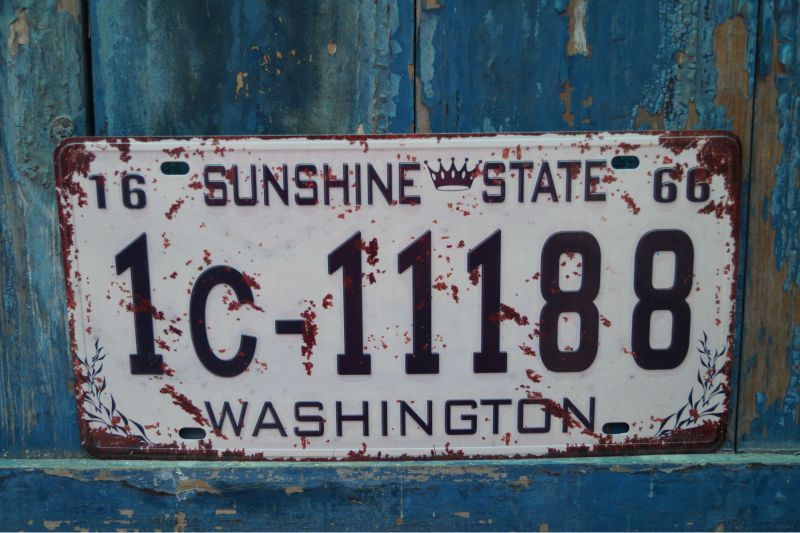 16 SUNSHINE STATE 66
1C-11188
WASHINGTON